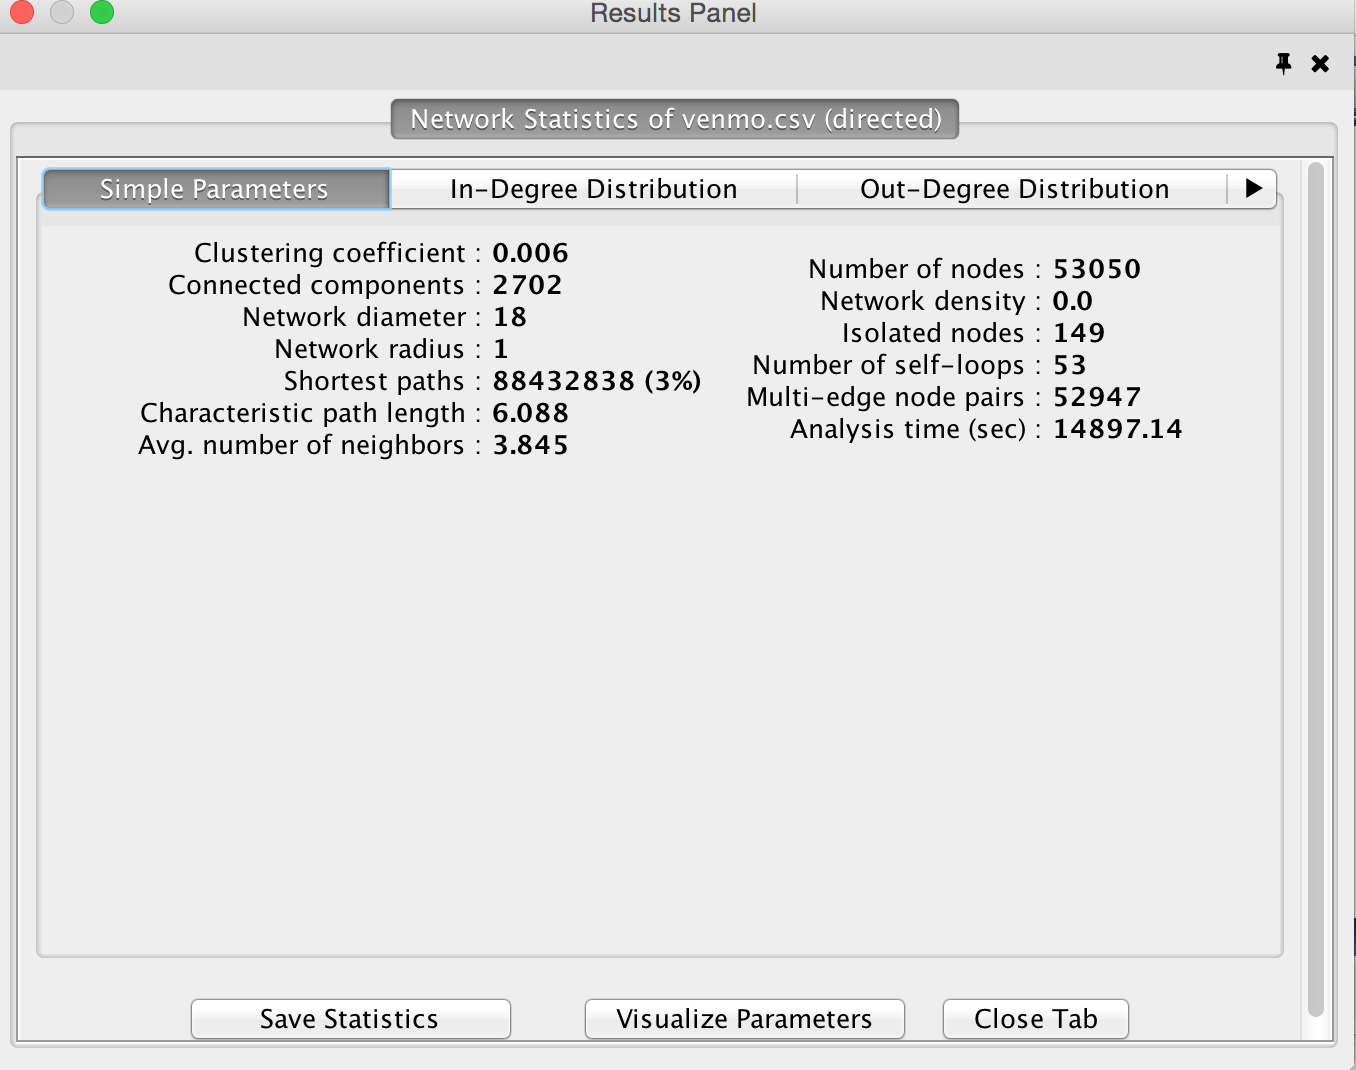 Results Panel
Network Statistics of venmo.csv (directed)
Simple Parameters
In-Degree Distribution
Out-Degree Distribution
Clustering coefficient : 0.006
Connected components : 2702
Network diameter : 18
Network radius : 1
Shortest paths : 88432838 (3%)
Characteristic path length : 6.088
Avg. number of neighbors : 3.845
Number of nodes : 53050
Network density : 0.0
Isolated nodes : 149
Number of self-loops : 53
Multi-edge node pairs : 52947
Analysis time (sec) : 14897.14
Save Statistics
Visualize Parameters
Close Tab